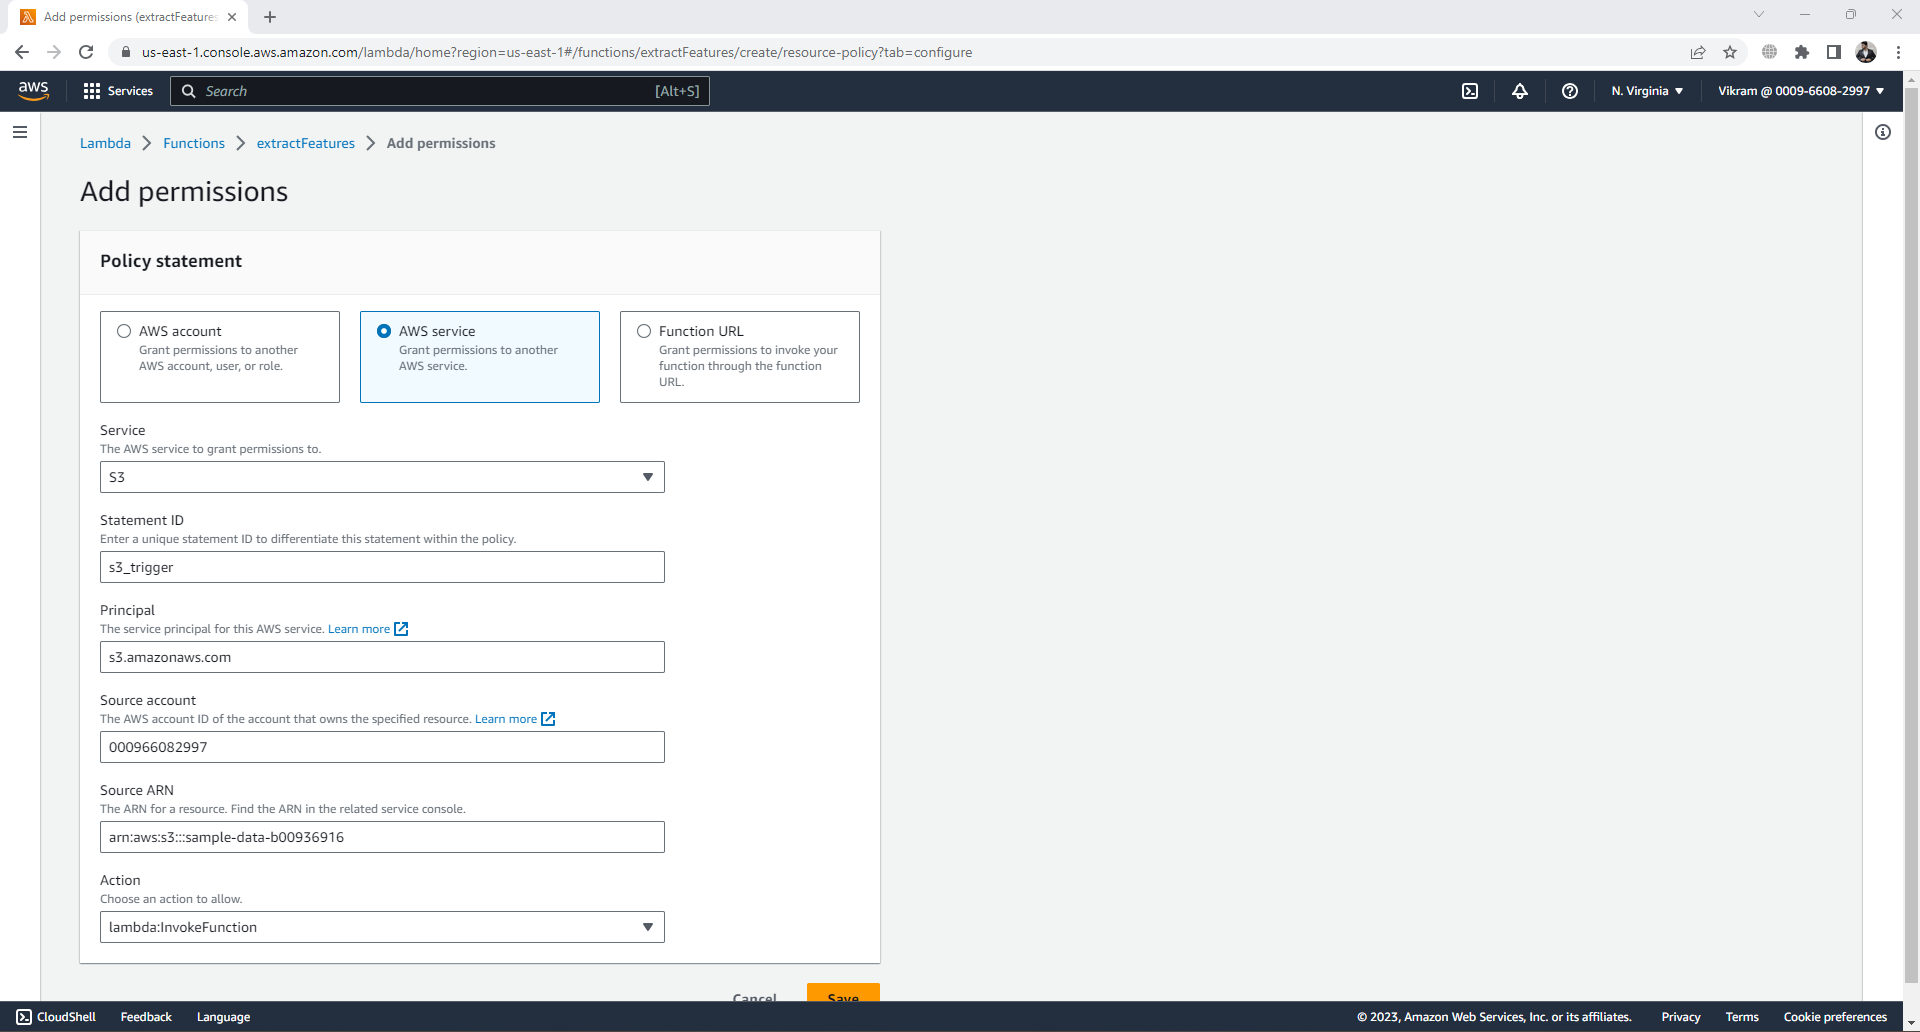 Add permissions (extractFeatures
us-east-1.console.aws.amazon.com/lambda/home?region=us-east-1#/functions/extractFeatures/create/resource-policy?tab=configure
aws
Services
Search
[Alt+S]
N. Virginia
Vikram @ 0009-6608-2997
Lambda
Functions
extractFeatures
Add permissions
Add permissions
Policy statement
AWS account
Grant permissions to another
AWS account, user, or role.
AWS service
Grant permissions to another
AWS service.
Function URL
Grant permissions to invoke your
function through the function
URL.
Service
The AWS service to grant permissions to.
S3
Statement ID
Enter a unique statement ID to differentiate this statement within the policy.
s3_trigger
Principal
The service principal for this AWS service. Learn more
s3.amazonaws.com
Source account
The AWS account ID of the account that owns the specified resource. Learn more
000966082997
Source ARN
The ARN for a resource. Find the ARN in the related service console.
arn:aws:s3:::sample-data-b00936916
Action
Choose an action to allow.
lambda:InvokeFunction
Cancel
Save
CloudShell
Feedback
Language
© 2023, Amazon Web Services, Inc. or its affiliates.
Privacy
Terms
Cookie preferences